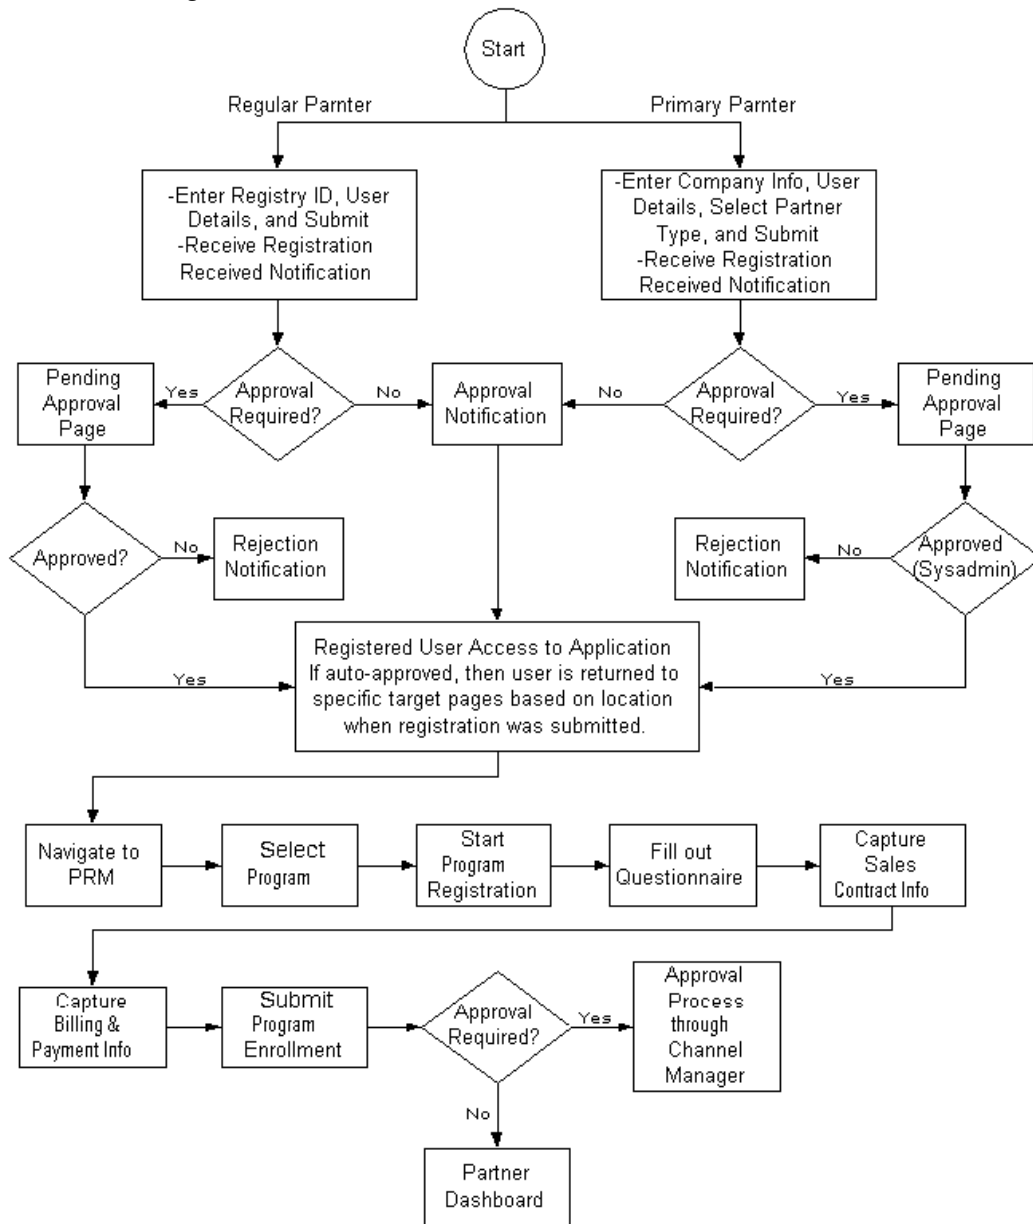 Start
Regular Parnter
Primary Parnter
-Enter Registry ID, User
Details, and Submit
-Receive Registration
Received Notification
-Enter Company Info, User
Details, Select Partner
Type, and Submit
-Receive Registration
Received Notification
Pending
Approval
Page
Yes
Approval
Required?
No
Approval
Notification
No
Approval
Required?
Yes
Pending
Approval
Page
Approved?
No
Rejection
Notification
Rejection
Notification
No
Approved
(Sysadmin)
Yes
Registered User Access to Application
If auto-approved, then user is returned to
specific target pages based on location
when registration was submitted.
Yes
Navigate to
PRM
Select
Program
Start
Program
Registration
Fill out
Questionnaire
Capture
Sales
Contract Info
Capture
Billing &
Payment Info
Submit
Program
Enrollment
Approval
Required?
Yes
Approval
Process
through
Channel
Manager
No
Partner
Dashboard